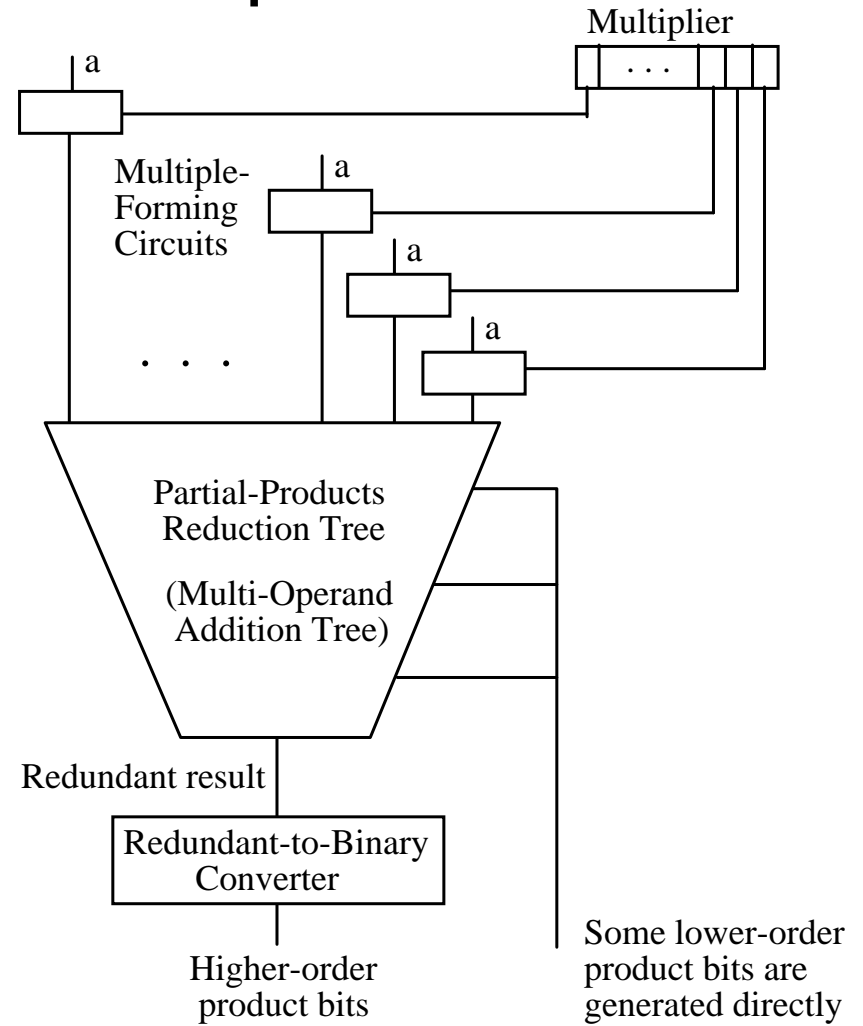 Multiplier
. . .
a
Multiple-
Forming
Circuits
a
a
a
. . .
Partial-Products
Reduction Tree
(Multi-Operand
Addition Tree)
Redundant result
Redundant-to-Binary
Converter
Higher-order
product bits
Some lower-order
product bits are
generated directly